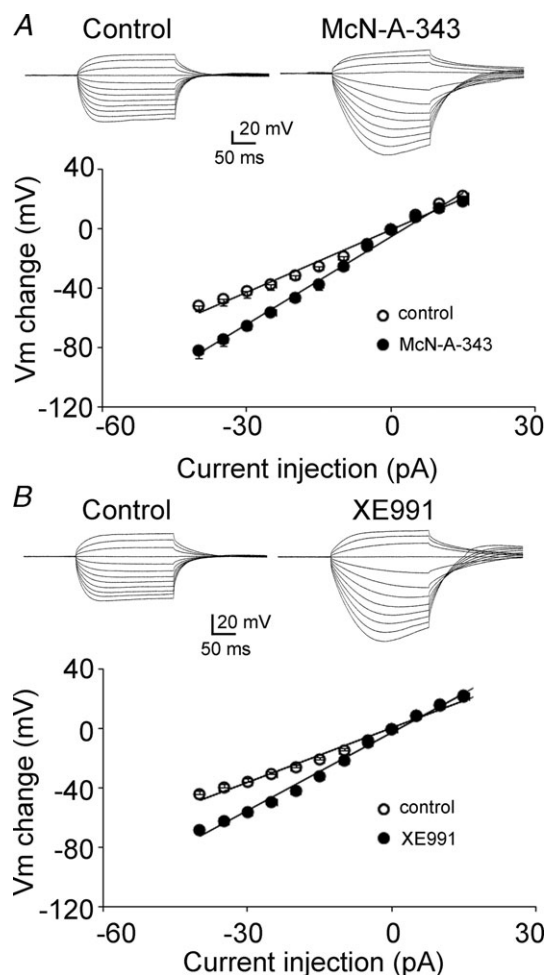 A
Control McN-A-343
20 mV
50 ms
40
0
-40
-80
-120
Vm change (mV)
control
McN-A-343
-60 -30 0 30
Current injection (pA)
B
Control XE991
20 mV
50 ms
40
0
-40
-80
-120
Vm change (mV)
control
XE991
-60 -30 0 30
Current injection (pA)